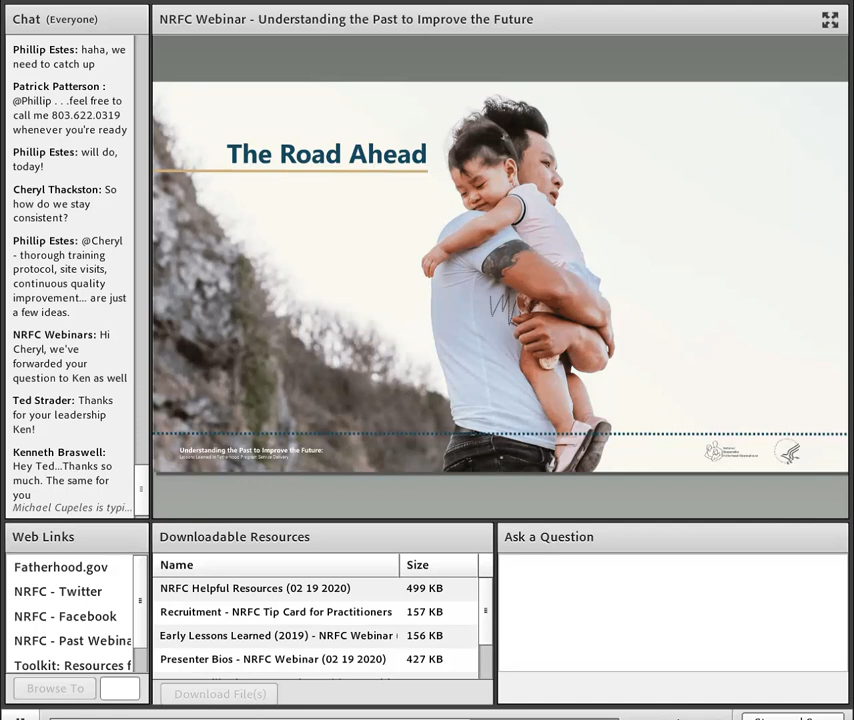 Chat (Everyone)
Phillip Estes: haha, we
need to catch up
Patrick Patterson :
@Phillip . . .feel free to
call me 803.622.0319
whenever you're ready
Phillip Estes: will do,
today!
Cheryl Thackston: So
how do we stay
consistent?
Phillip Estes: @Cheryl
- thorough training
protocol, site visits,
continuous quality
improvement... are just
a few ideas.
NRFC Webinars: Hi
Cheryl, we've
forwarded your
question to Ken as well
Ted Strader: Thanks
for your leadership
Ken!
Kenneth Braswell:
Hey Ted...Thanks so
much. The same for
you
Michael Cupeles is typi...
NRFC Webinar - Understanding the Past to Improve the Future
The Road Ahead
Understanding the Past to Improve the Future:
Lessons Learned in Fatherhood Program Service Delivery
Web Links
Fatherhood.gov
NRFC - Twitter
NRFC - Facebook
NRFC - Past Webina
Toolkit: Resources f
Browse To
Downloadable Resources
Name Size
NRFC Helpful Resources (02 19 2020) 499 KB
Recruitment - NRFC Tip Card for Practitioners 157 KB
Early Lessons Learned (2019) - NRFC Webinar 156 KB
Presenter Bios - NRFC Webinar (02 19 2020) 427 KB
Download File(s)
Ask a Question